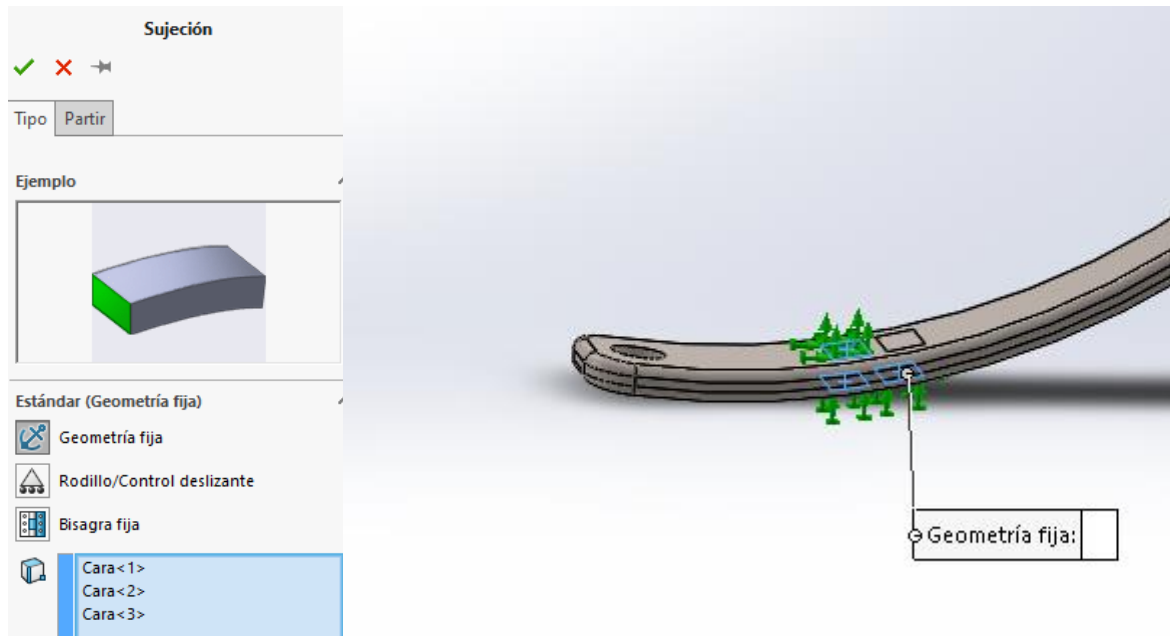 Sujeción
Tipo Partir
Ejemplo
Estándar (Geometría fija)
Geometría fija
Rodillo/Control deslizante
Bisagra fija
Cara<1>
Cara<2>
Cara<3>
Geometría fija: